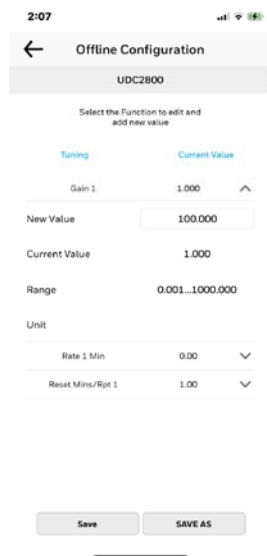 2:07
Offline Configuration
UDC2800
Select the Function to edit and
add new value
Tuning Current Value
Gain 1 1.000
New Value 100.000
Current Value 1.000
Range 0.001...1000.000
Unit
Rate 1 Min 0.00
Reset Mins/Rpt 1 1.00
Save SAVE AS